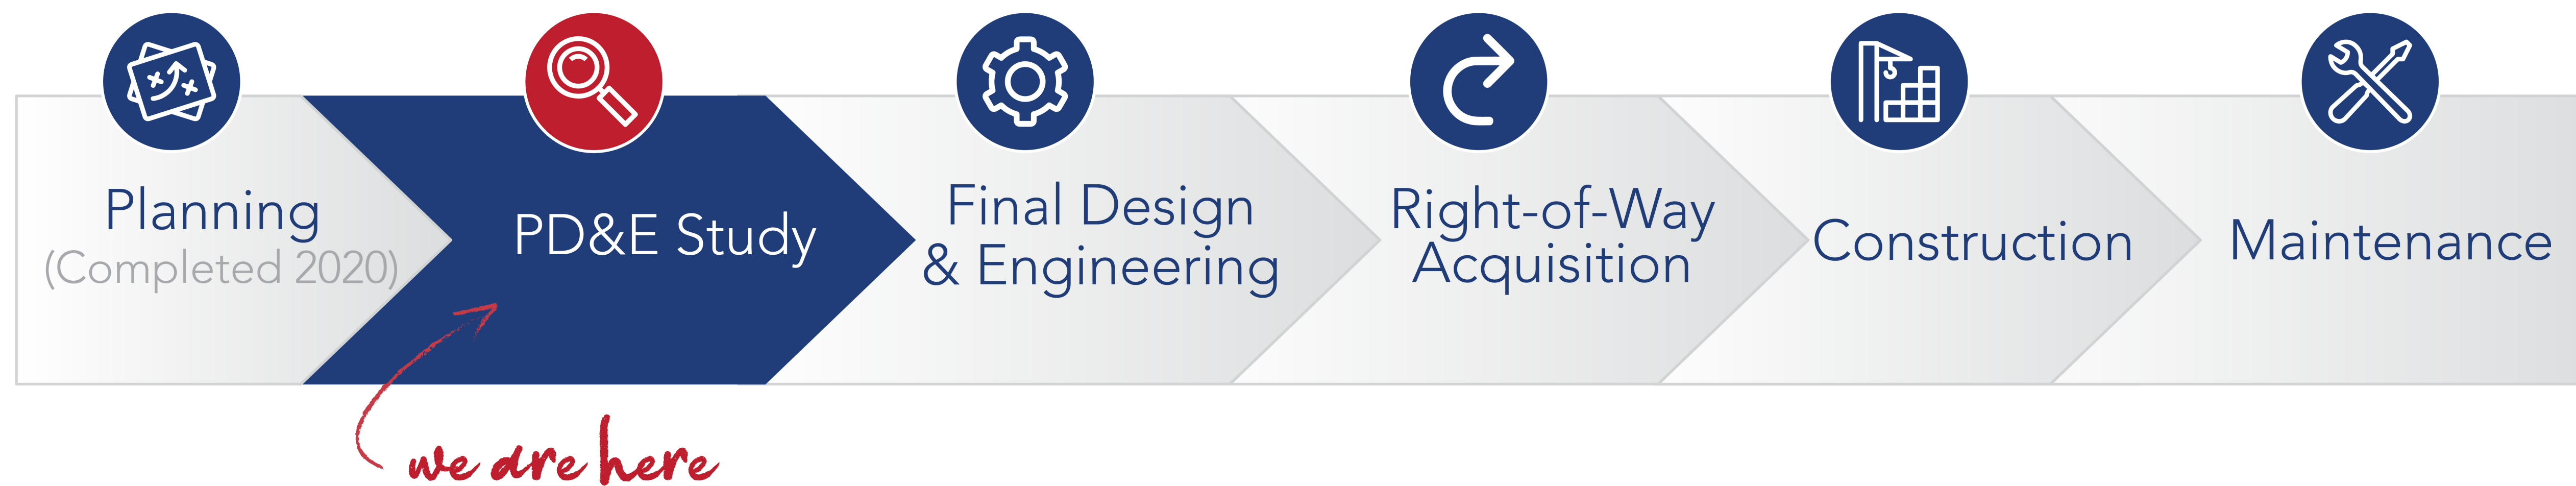 Planning
(Completed 2020)
PD&E Study
Final Design
& Engineering
Right-of-Way
Acquisition
Construction
Maintenance
we are here